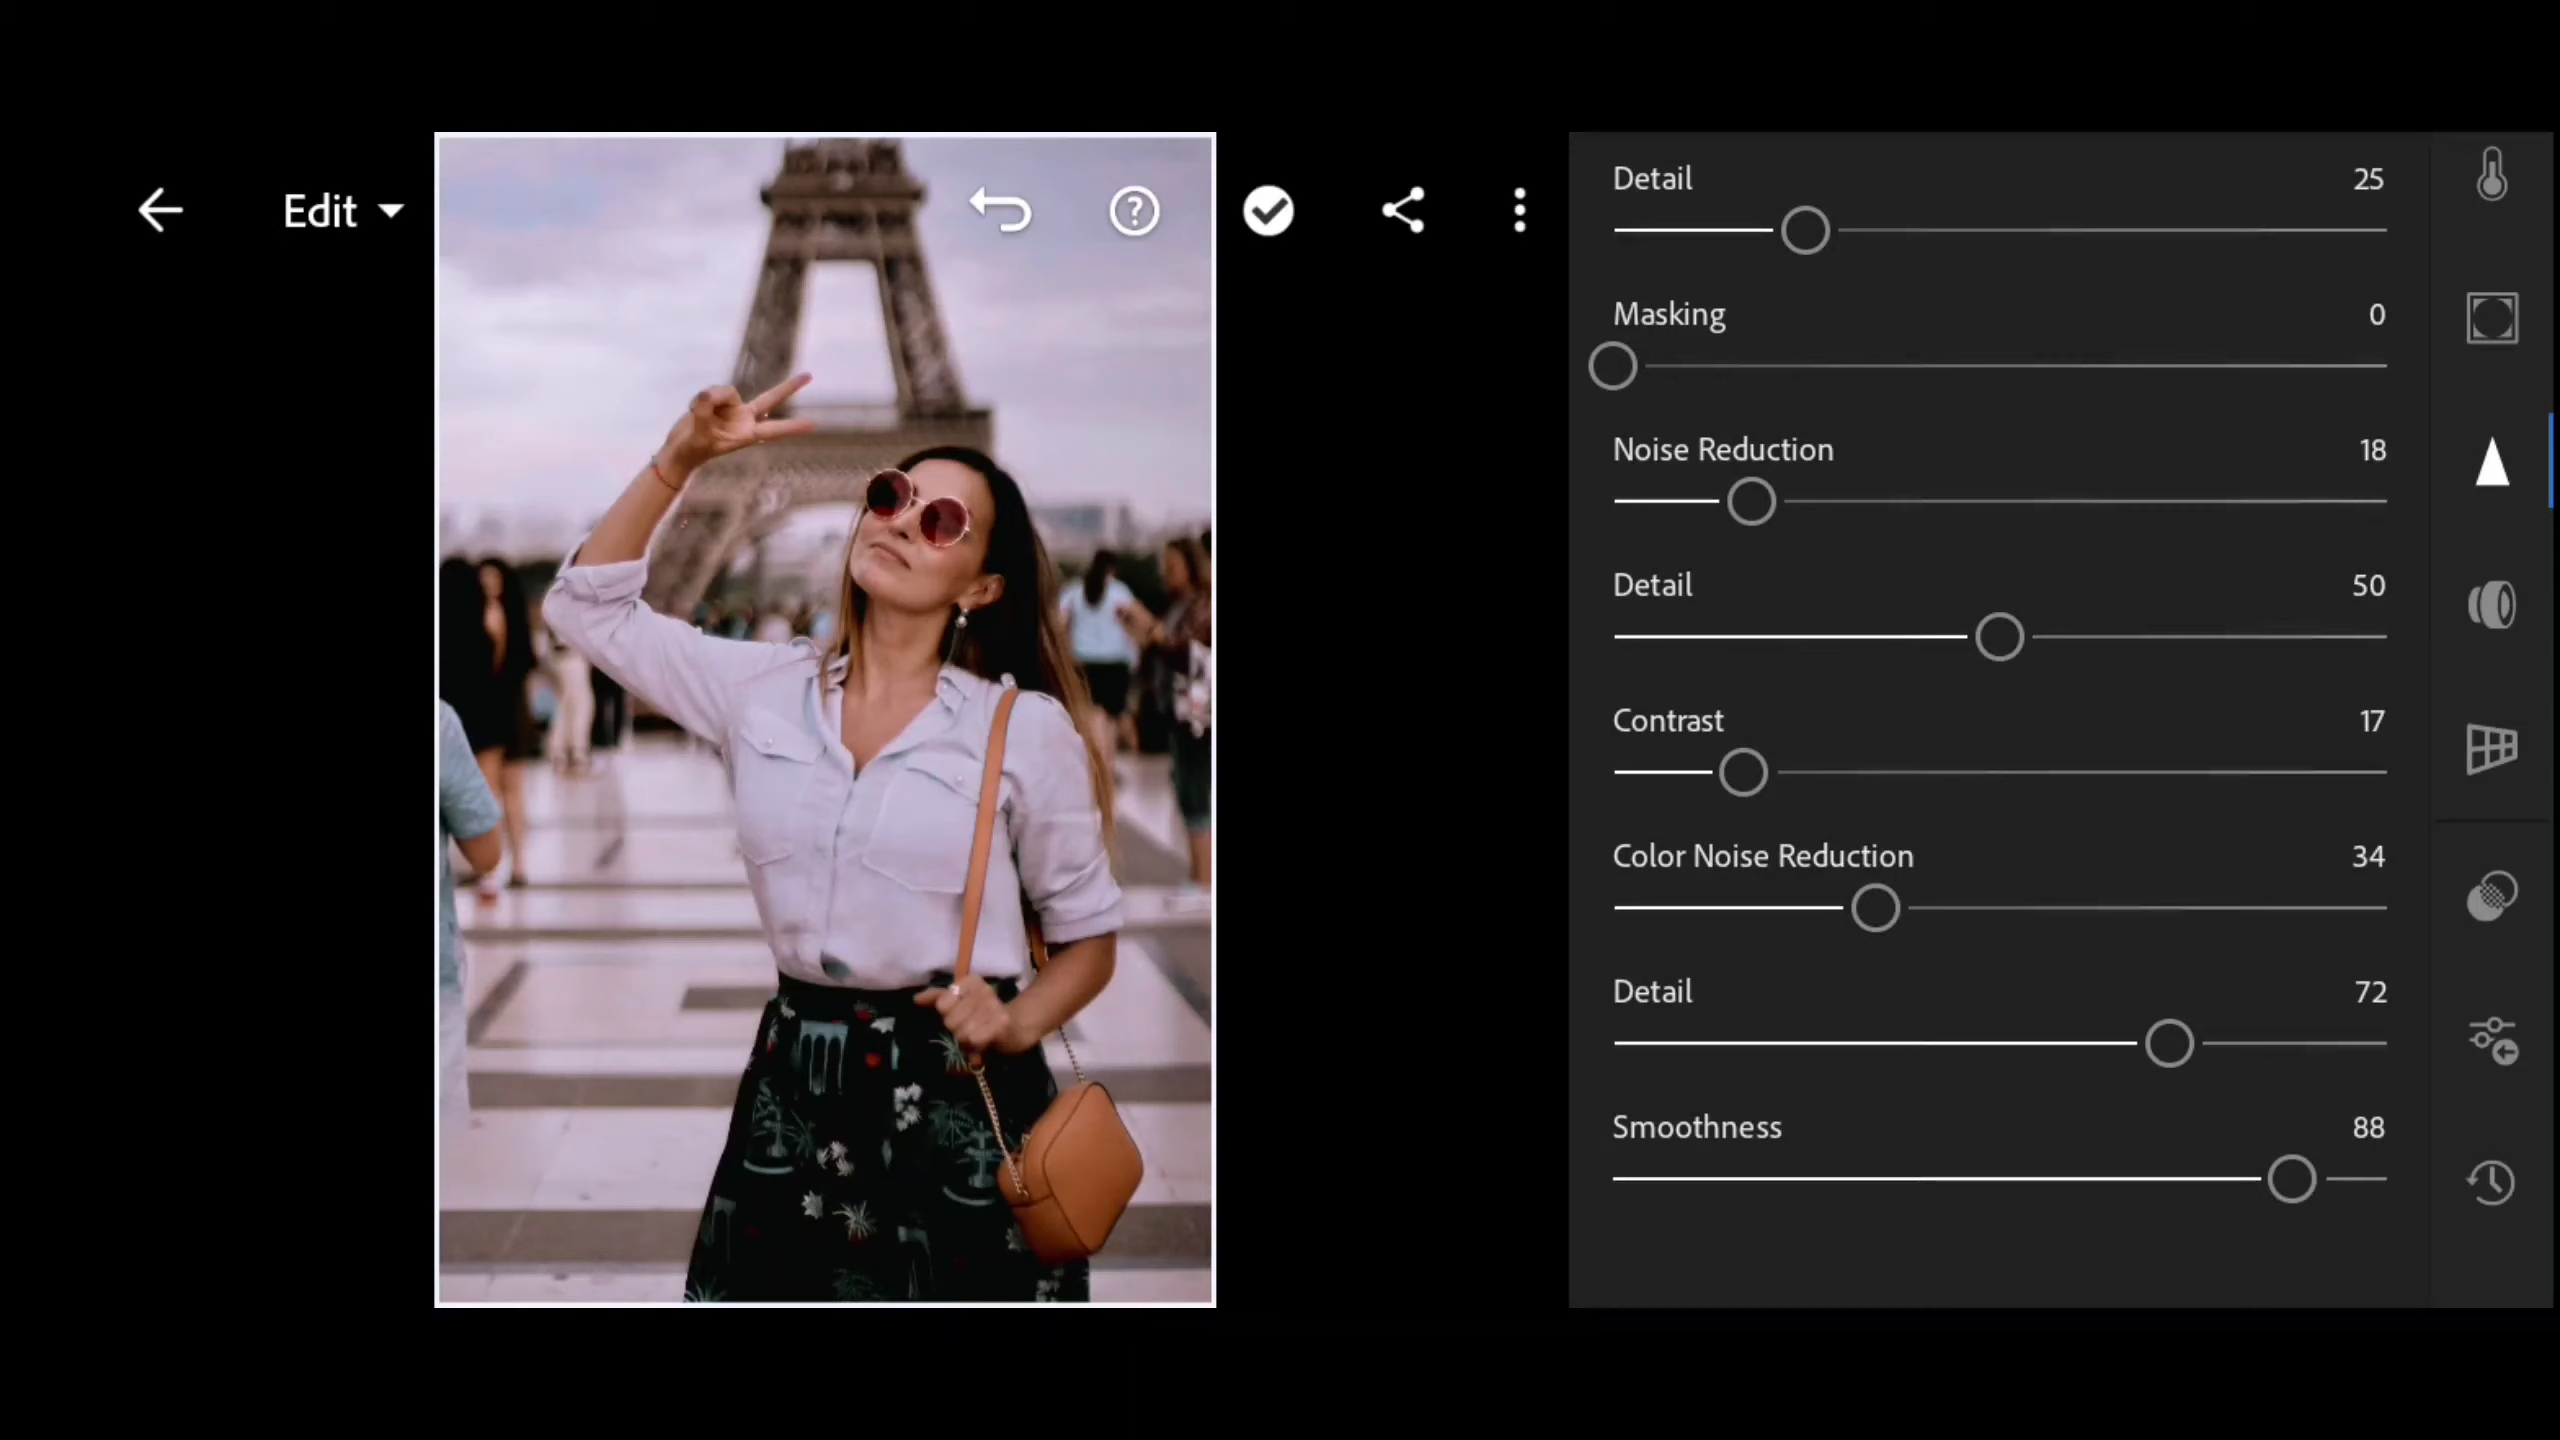 Edit
Detail 25
Masking 0
Noise Reduction 18
Detail 50
Contrast 17
Color Noise Reduction 34
Detail 72
Smoothness 88